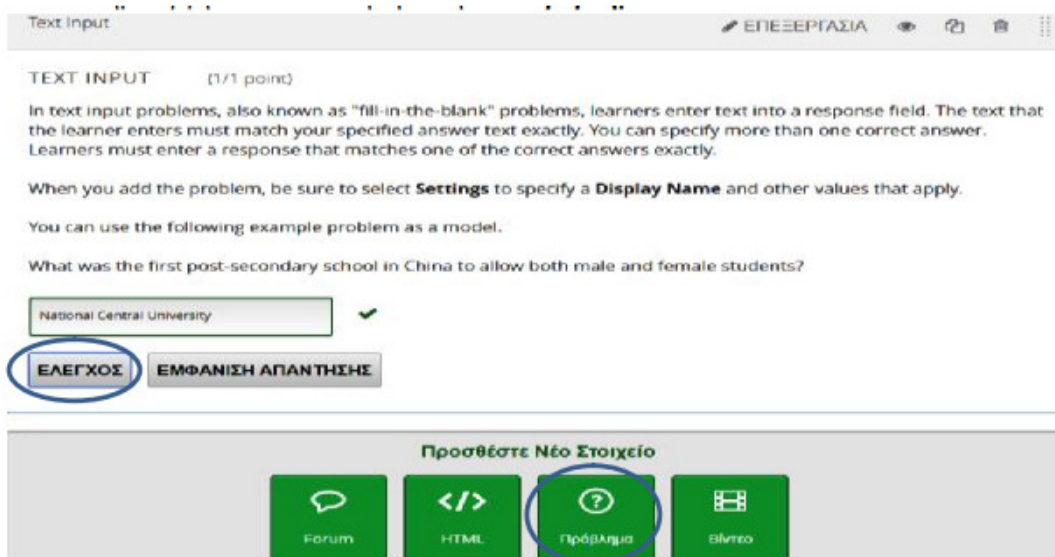 Text Input ΕΠΕΞΕΡΓΑΣΙΑ
TEXT INPUT (1/1 point)
In text input problems, also known as "fill-in-the-blank" problems, learners enter text into a response field. The text that
the learner enters must match your specified answer text exactly. You can specify more than one correct answer.
Learners must enter a response that matches one of the correct answers exactly.
When you add the problem, be sure to select Settings to specify a Display Name and other values that apply.
You can use the following example problem as a model.
What was the first post-secondary school in China to allow both male and female students?
National Central University
ΕΛΕΓΧΟΣ ΕΜΦΑΝΙΣΗ ΑΠΑΝΤΗΣΗΣ
Προσθέστε Νέο Στοιχείο
Forum HTML Πρόβλημα Βίντεο